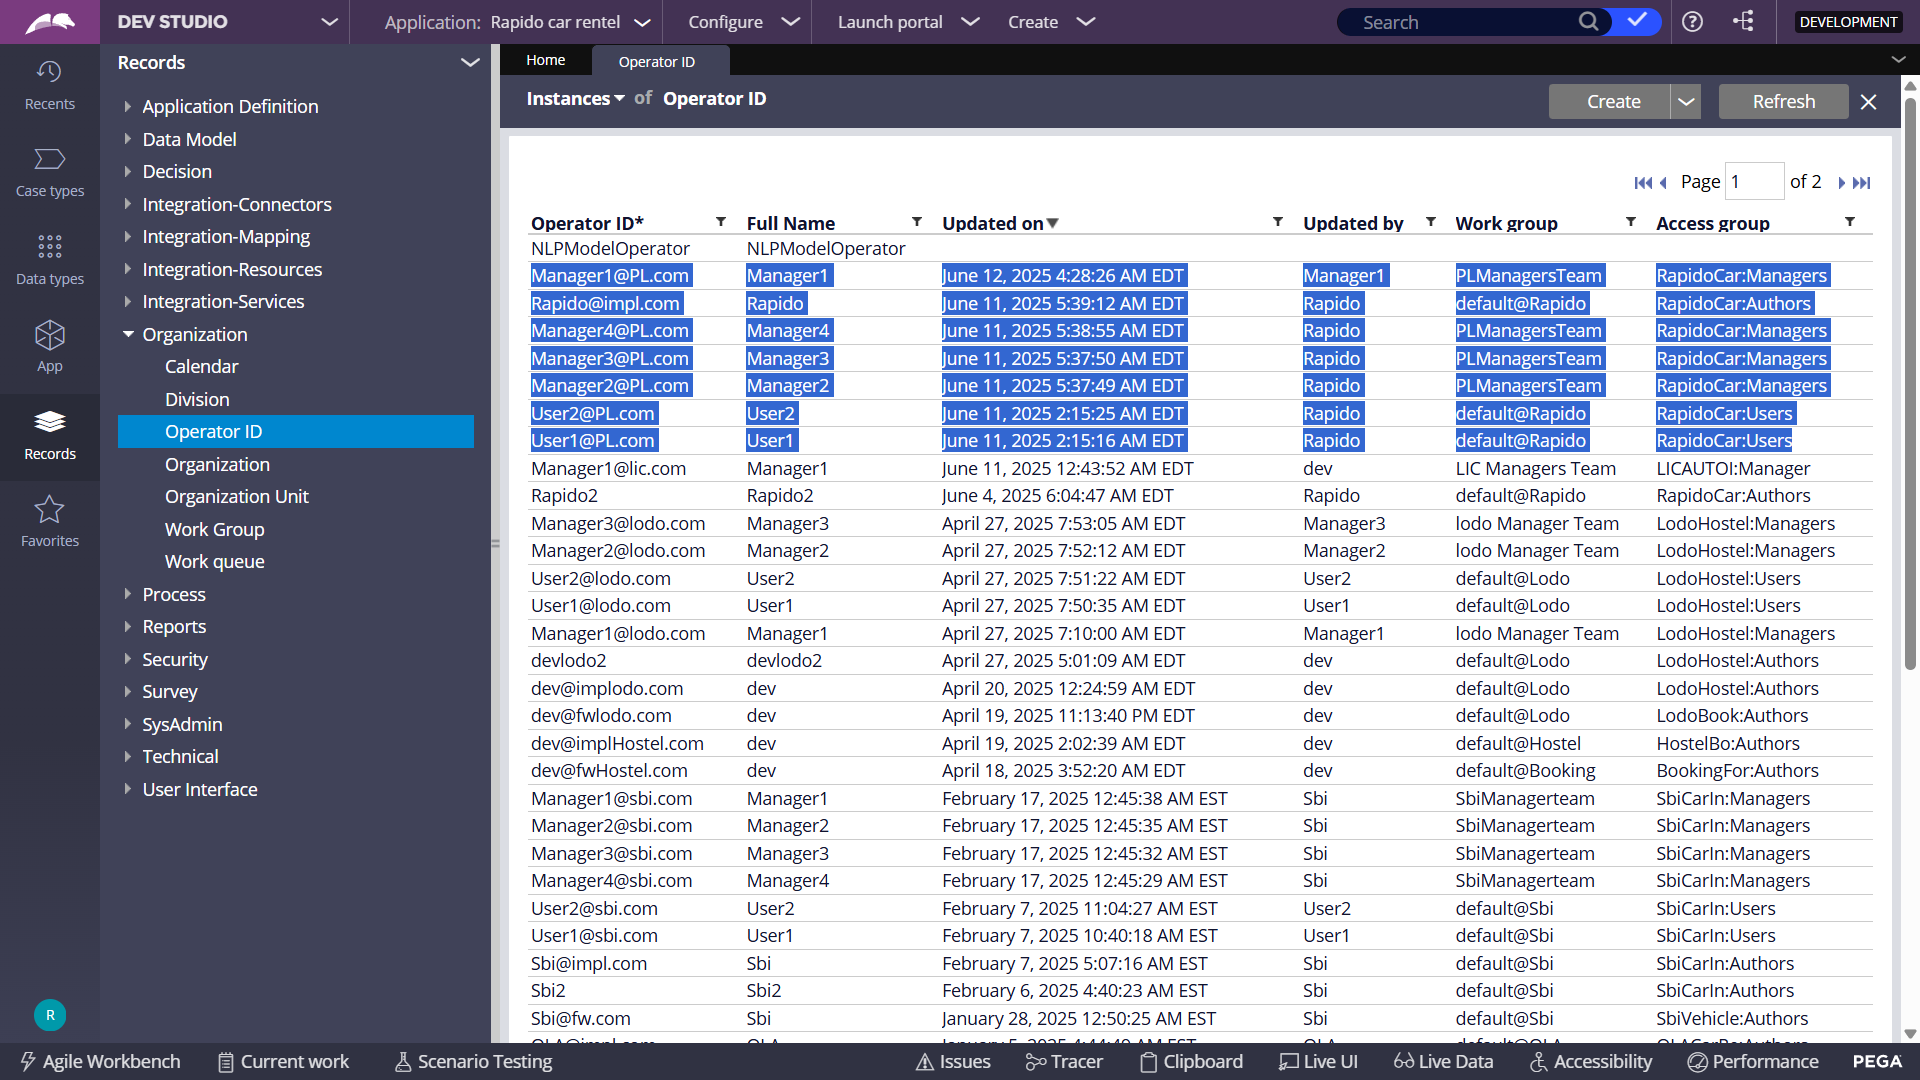 DEV STUDIO
Application: Rapido car rentel
Configure
Launch portal
Create
Search
DEVELOPMENT
Recents
Case types
Data types
App
Records
Favorites
R
Records
Application Definition
Data Model
Decision
Integration-Connectors
Integration-Mapping
Integration-Resources
Integration-Services
Organization
Calendar
Division
Operator ID
Organization
Organization Unit
Work Group
Work queue
Process
Reports
Security
Survey
SysAdmin
Technical
User Interface
Home Operator ID
Instances of Operator ID
Create Refresh
Page 1 of 2
Operator ID* Full Name Updated on Updated by Work group Access group
NLPModelOperator NLPModelOperator
Manager1@PL.com Manager1 June 12, 2025 4:28:26 AM EDT Manager1 PLManagersTeam RapidoCar:Managers
Rapido@impl.com Rapido June 11, 2025 5:39:12 AM EDT Rapido default@Rapido RapidoCar:Authors
Manager4@PL.com Manager4 June 11, 2025 5:38:55 AM EDT Rapido PLManagersTeam RapidoCar:Managers
Manager3@PL.com Manager3 June 11, 2025 5:37:50 AM EDT Rapido PLManagersTeam RapidoCar:Managers
Manager2@PL.com Manager2 June 11, 2025 5:37:49 AM EDT Rapido PLManagersTeam RapidoCar:Managers
User2@PL.com User2 June 11, 2025 2:15:25 AM EDT Rapido default@Rapido RapidoCar:Users
User1@PL.com User1 June 11, 2025 2:15:16 AM EDT Rapido default@Rapido RapidoCar:Users
Manager1@lic.com Manager1 June 11, 2025 12:43:52 AM EDT dev LIC Managers Team LICAUTOI:Manager
Rapido2 Rapido2 June 4, 2025 6:04:47 AM EDT Rapido default@Rapido RapidoCar:Authors
Manager3@lodo.com Manager3 April 27, 2025 7:53:05 AM EDT Manager3 lodo Manager Team LodoHostel:Managers
Manager2@lodo.com Manager2 April 27, 2025 7:52:12 AM EDT Manager2 lodo Manager Team LodoHostel:Managers
User2@lodo.com User2 April 27, 2025 7:51:22 AM EDT User2 default@Lodo LodoHostel:Users
User1@lodo.com User1 April 27, 2025 7:50:35 AM EDT User1 default@Lodo LodoHostel:Users
Manager1@lodo.com Manager1 April 27, 2025 7:10:00 AM EDT Manager1 lodo Manager Team LodoHostel:Managers
devlodo2 devlodo2 April 27, 2025 5:01:09 AM EDT dev default@Lodo LodoHostel:Authors
dev@implodo.com dev April 20, 2025 12:24:59 AM EDT dev default@Lodo LodoHostel:Authors
dev@fwlodo.com dev April 19, 2025 11:13:40 PM EDT dev default@Lodo LodoBook:Authors
dev@implHostel.com dev April 19, 2025 2:02:39 AM EDT dev default@Hostel HostelBo:Authors
dev@fwHostel.com dev April 18, 2025 3:52:20 AM EDT dev default@Booking BookingFor:Authors
Manager1@sbi.com Manager1 February 17, 2025 12:45:38 AM EST Sbi SbiManagerteam SbiCarIn:Managers
Manager2@sbi.com Manager2 February 17, 2025 12:45:35 AM EST Sbi SbiManagerteam SbiCarIn:Managers
Manager3@sbi.com Manager3 February 17, 2025 12:45:32 AM EST Sbi SbiManagerteam SbiCarIn:Managers
Manager4@sbi.com Manager4 February 17, 2025 12:45:29 AM EST Sbi SbiManagerteam SbiCarIn:Managers
User2@sbi.com User2 February 7, 2025 11:04:27 AM EST User2 default@Sbi SbiCarIn:Users
User1@sbi.com User1 February 7, 2025 10:40:18 AM EST User1 default@Sbi SbiCarIn:Users
Sbi@impl.com Sbi February 7, 2025 5:07:16 AM EST Sbi default@Sbi SbiCarIn:Authors
Sbi2 Sbi2 February 6, 2025 4:40:23 AM EST Sbi default@Sbi SbiCarIn:Authors
Sbi@fw.com Sbi January 28, 2025 12:50:25 AM EST Sbi default@Sbi SbiVehicle:Authors
Agile Workbench Current work Scenario Testing Issues Tracer Clipboard Live UI Live Data Accessibility Performance PEGA